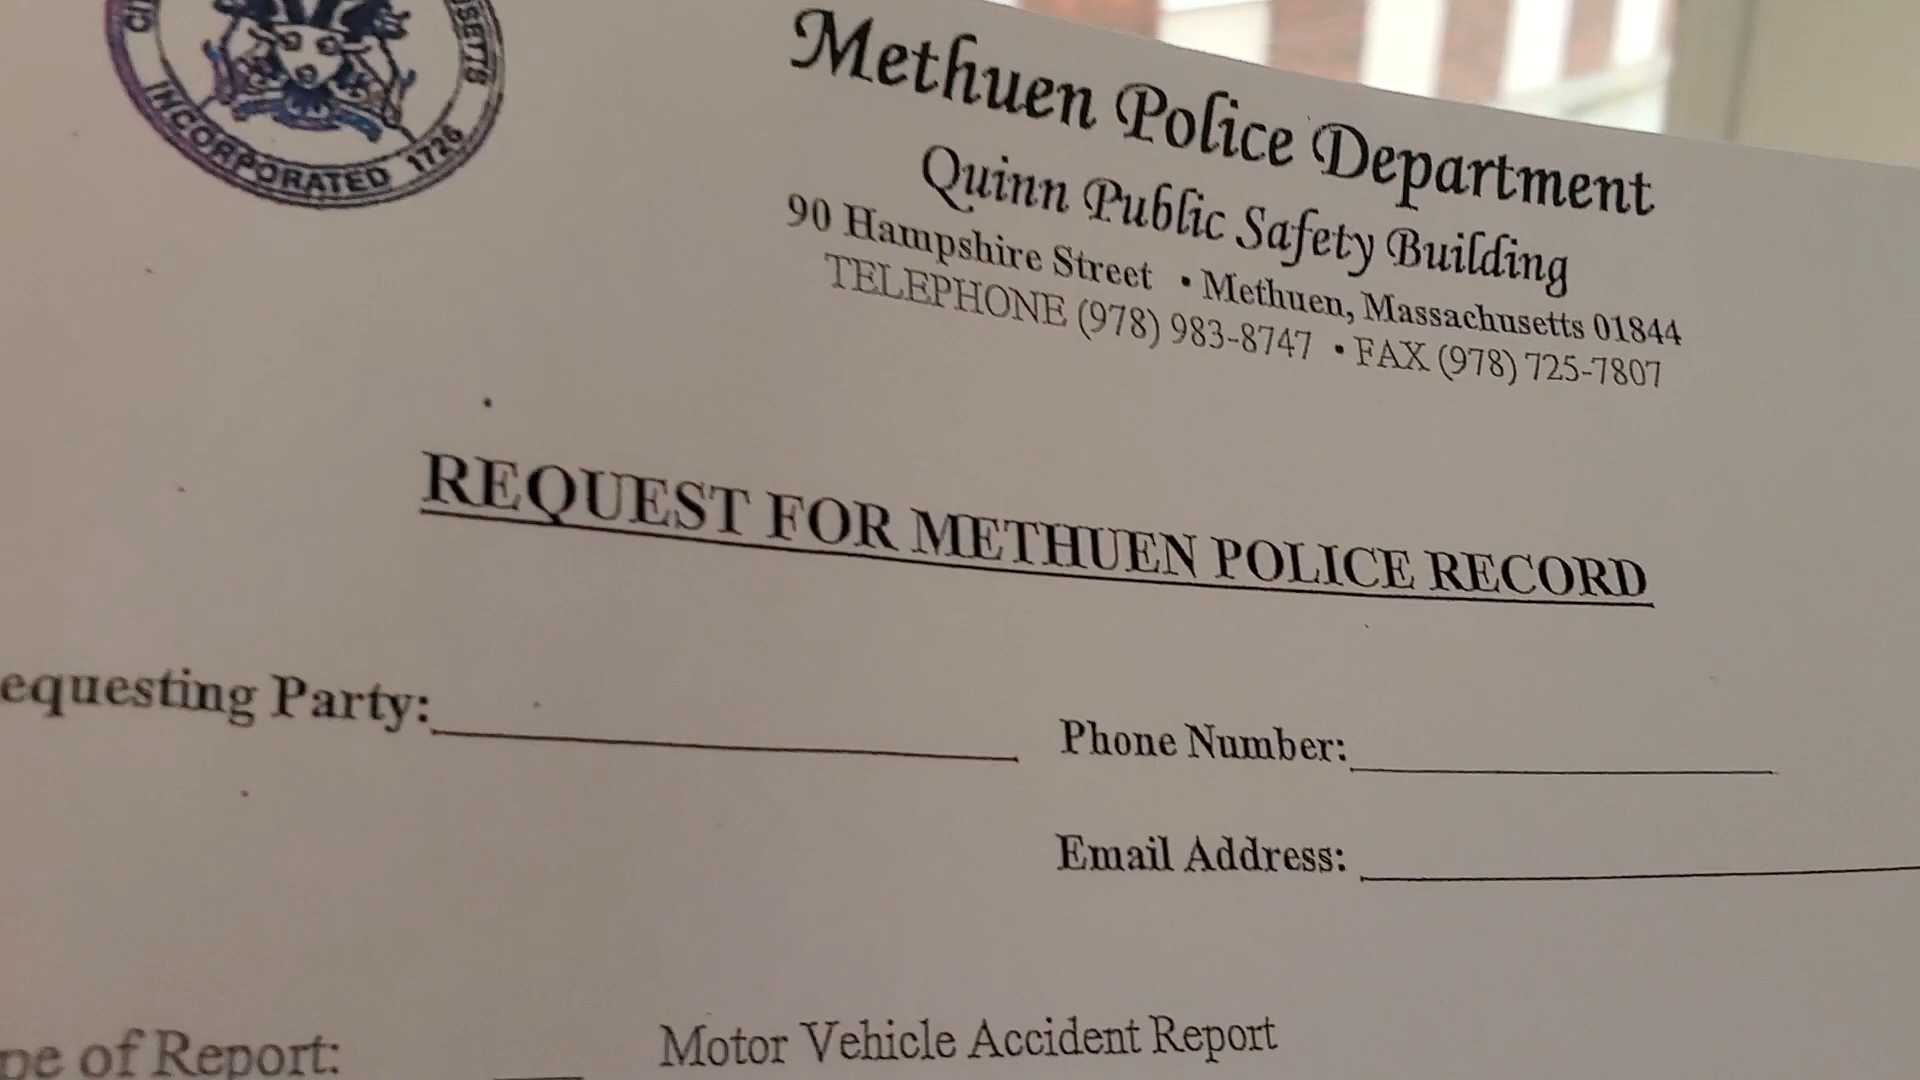 INCORPORATED 1726
Methuen Police Department
Quinn Public Safety Building
90 Hampshire Street • Methuen, Massachusetts 01844
TELEPHONE (978) 983-8747 • FAX (978) 725-7807
REQUEST FOR METHUEN POLICE RECORD
equesting Party: Phone Number:
Email Address:
pe of Report: Motor Vehicle Accident Report